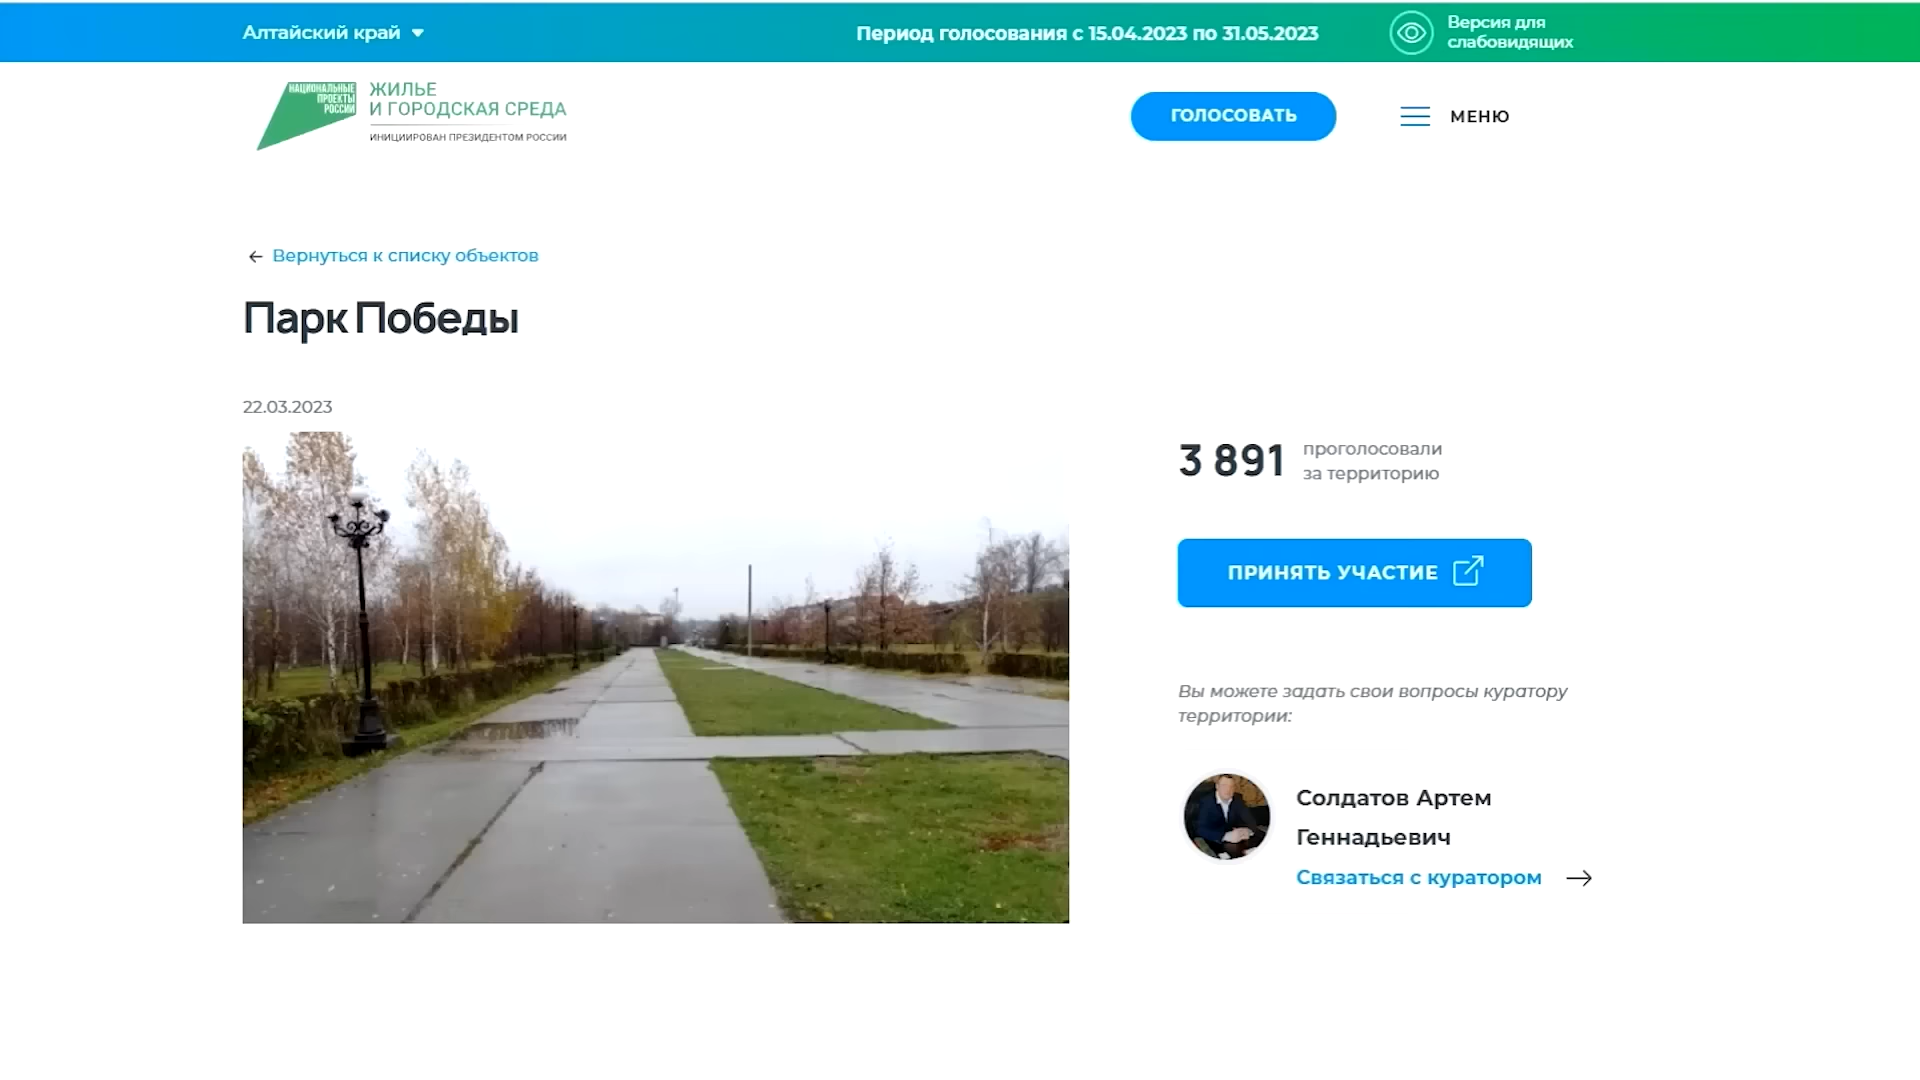 Алтайский край
Период голосования с 15.04.2023 по 31.05.2023
Версия для
слабовидящих
НАЦИОНАЛЬНЫЕ
ПРОЕКТЫ
РОССИИ
ЖИЛЬЕ
И ГОРОДСКАЯ СРЕДА
ИНИЦИИРОВАН ПРЕЗИДЕНТОМ РОССИИ
ГОЛОСОВАТЬ
МЕНЮ
Вернуться к списку объектов
Парк Победы
22.03.2023
3 891
проголосовали
за территорию
ПРИНЯТЬ УЧАСТИЕ
Вы можете задать свои вопросы куратору
территории:
Солдатов Артем
Геннадьевич
Связаться с куратором